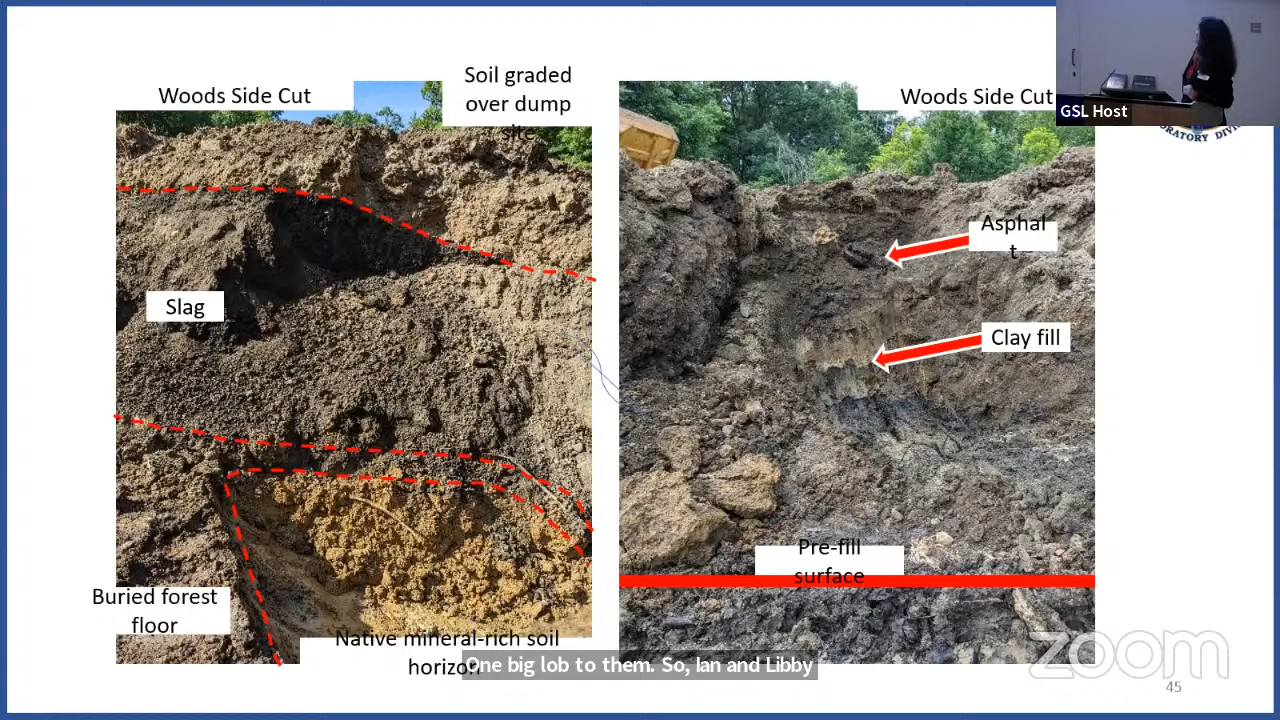 Woods Side Cut
Soil graded
over dump
site
Woods Side Cut
GSL Host
ORATORY DIVI
Asphal
t
Slag
Clay fill
Pre-fill
surface
Buried forest
floor
Native mineral-rich soil
horizon
One big lob to them. So, Ian and Libby
zoom
45